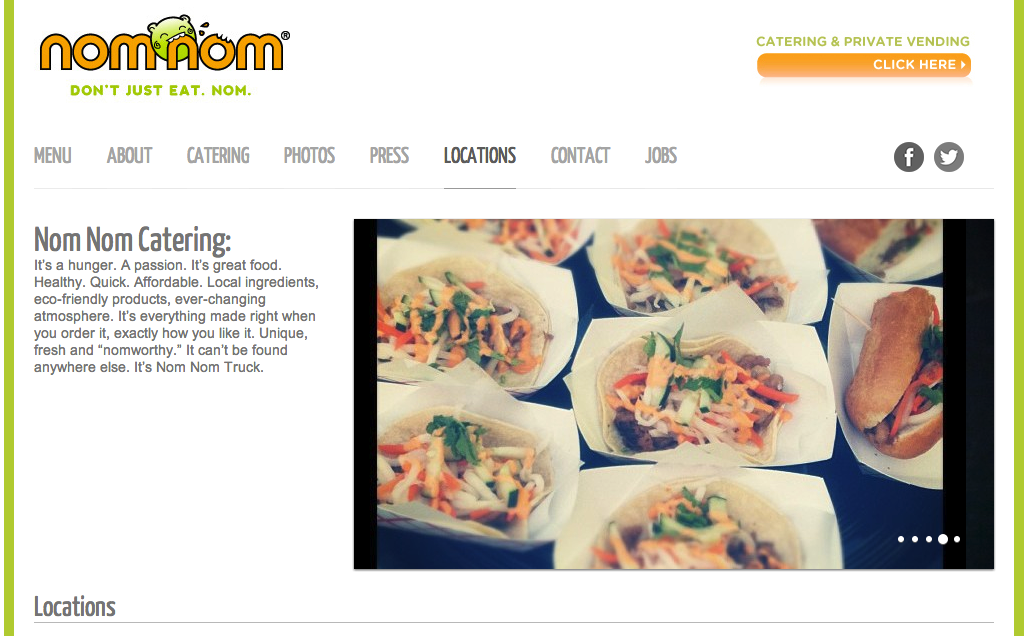 nomnom®
DON'T JUST EAT. NOM.
CATERING & PRIVATE VENDING
CLICK HERE
MENU ABOUT CATERING PHOTOS PRESS LOCATIONS CONTACT JOBS
Nom Nom Catering:
It's a hunger. A passion. It's great food.
Healthy. Quick. Affordable. Local ingredients,
eco-friendly products, ever-changing
atmosphere. It's everything made right when
you order it, exactly how you like it. Unique,
fresh and “nomworthy.” It can't be found
anywhere else. It's Nom Nom Truck.
Locations